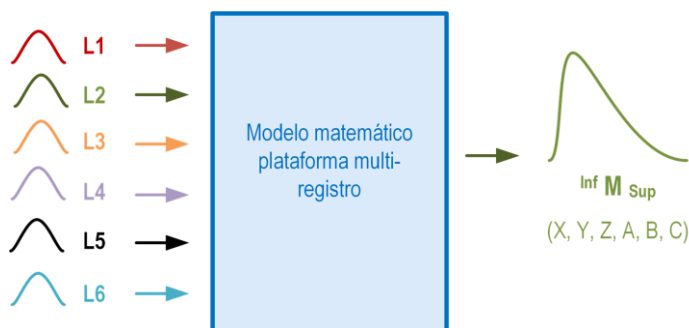 L1
L2
L3
L4
L5
L6
Modelo matemático
plataforma multi-
registro
Inf M Sup
(X, Y, Z, A, B, C)